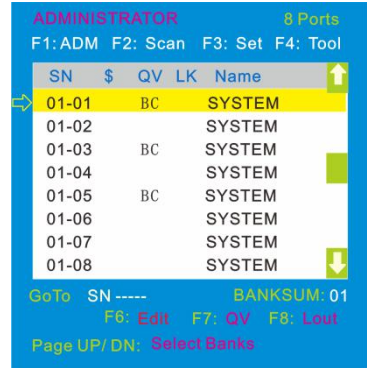 ADMINISTRATOR 8 Ports
F1: ADM F2: Scan F3: Set F4: Tool
SN $ QV LK Name
01-01 BC SYSTEM
01-02 SYSTEM
01-03 BC SYSTEM
01-04 SYSTEM
01-05 BC SYSTEM
01-06 SYSTEM
01-07 SYSTEM
01-08 SYSTEM
GoTo SN ----- BANKSUM: 01
F6: Edit F7: QV F8: Lout
Page UP/ DN: Select Banks